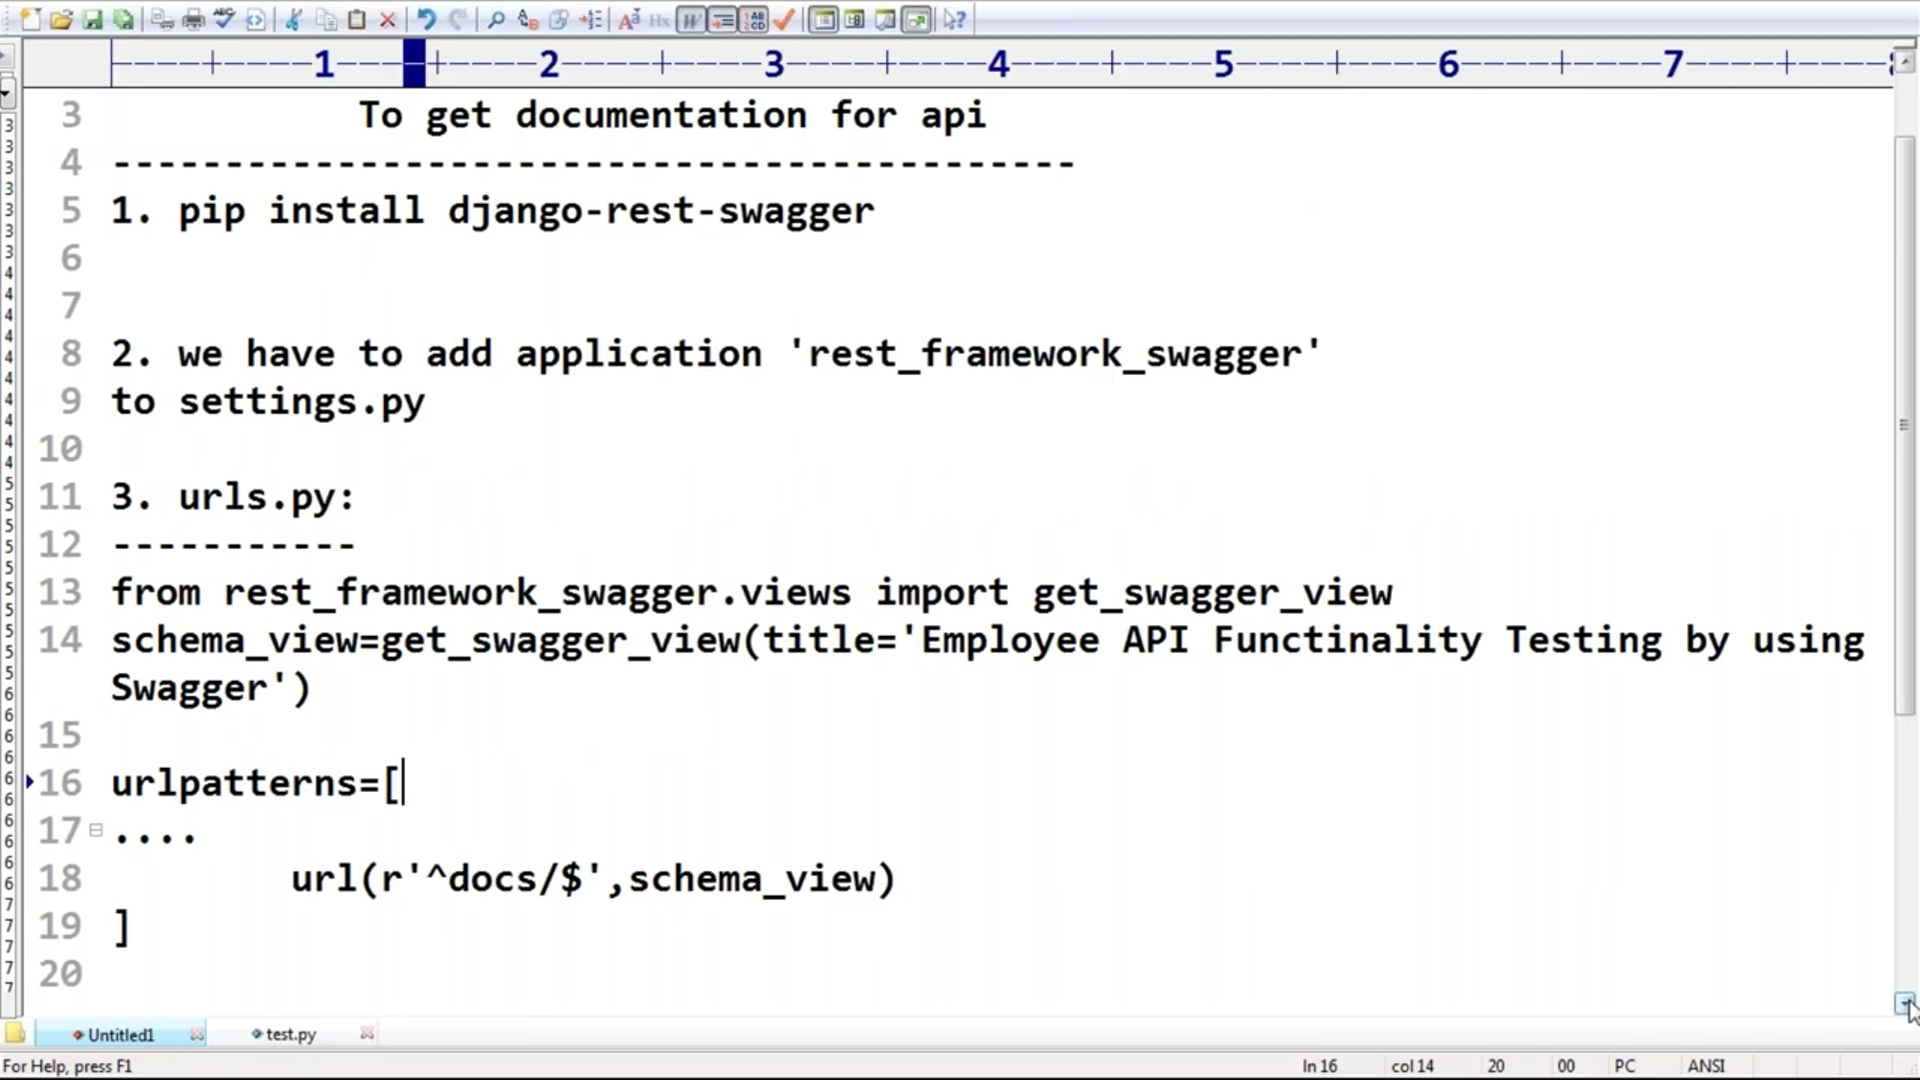 1 2 3 4 5 6 7
3 To get documentation for api
4 -------------------------------------------
5 1. pip install django-rest-swagger
6
7
8 2. we have to add application 'rest_framework_swagger'
9 to settings.py
10
11 3. urls.py:
12 -----------
13 from rest_framework_swagger.views import get_swagger_view
14 schema_view=get_swagger_view(title='Employee API Functinality Testing by using
Swagger')
15
16 urlpatterns=[
17 ....
18 url(r'^docs/$',schema_view)
19 ]
20
Untitled1 test.py
For Help, press F1 ln 16 col 14 20 00 PC ANSI